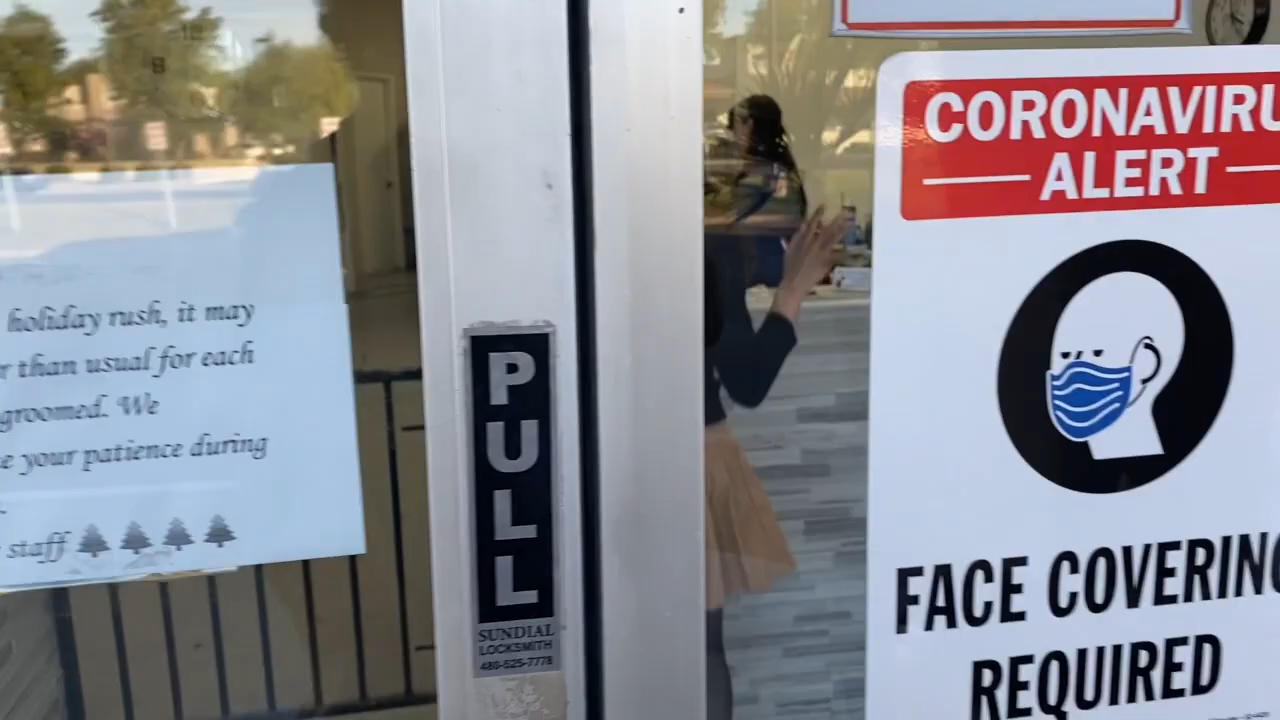 holiday rush, it may
than usual for each
groomed. We
your patience during
staff
PULL
SUNDIAL
LOCKSMITH
480-525-7778
CORONAVIRU
ALERT
FACE COVERING
REQUIRED